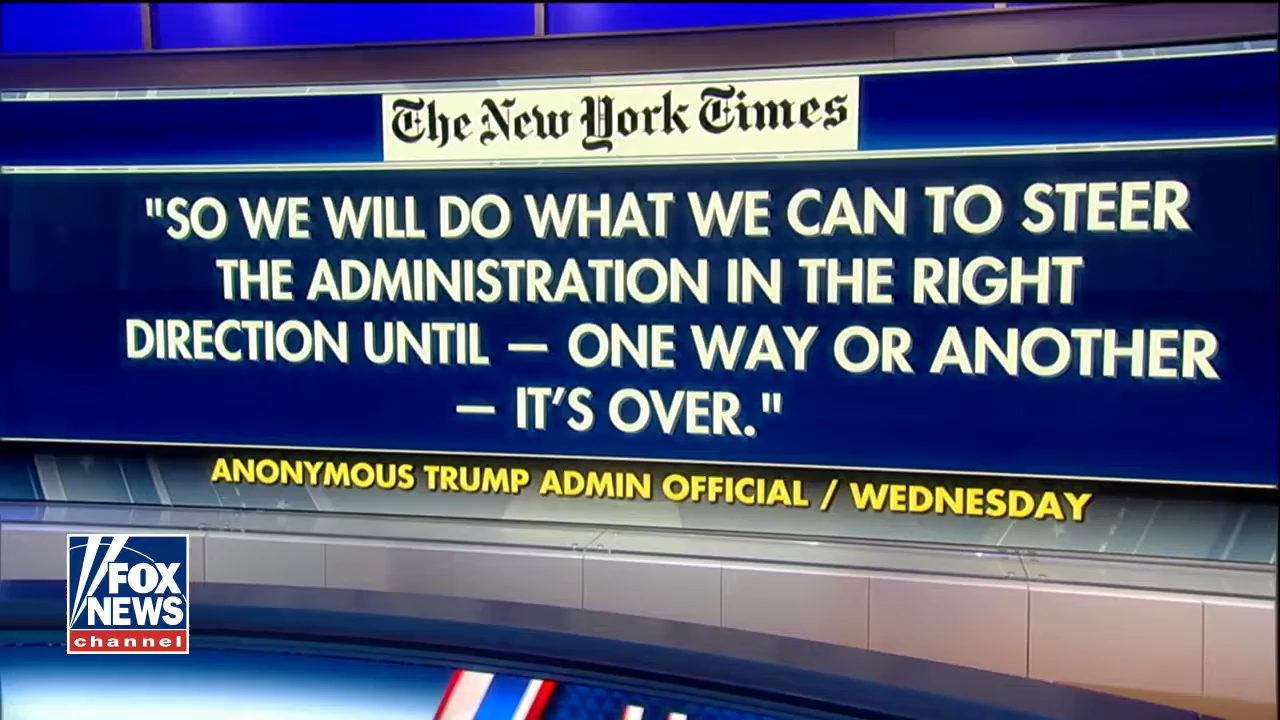 The New York Times
"SO WE WILL DO WHAT WE CAN TO STEER
THE ADMINISTRATION IN THE RIGHT
DIRECTION UNTIL — ONE WAY OR ANOTHER
— IT'S OVER."
ANONYMOUS TRUMP ADMIN OFFICIAL / WEDNESDAY
FOX
NEWS
channel